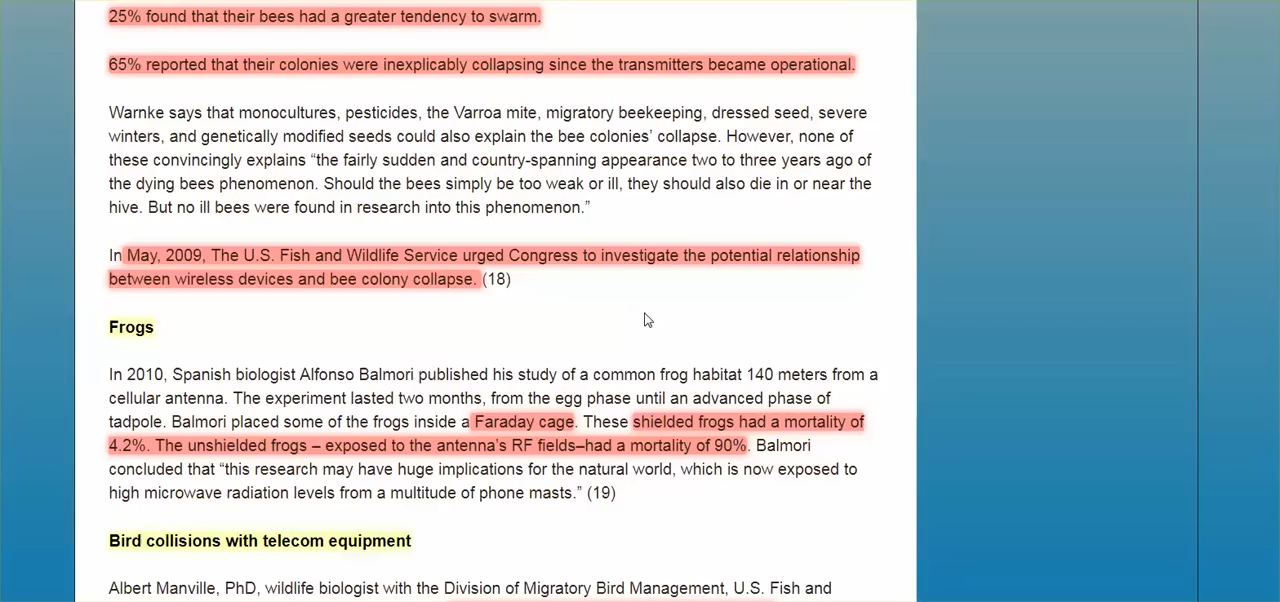 25% found that their bees had a greater tendency to swarm.
65% reported that their colonies were inexplicably collapsing since the transmitters became operational.
Warnke says that monocultures, pesticides, the Varroa mite, migratory beekeeping, dressed seed, severe
winters, and genetically modified seeds could also explain the bee colonies’ collapse. However, none of
these convincingly explains “the fairly sudden and country-spanning appearance two to three years ago of
the dying bees phenomenon. Should the bees simply be too weak or ill, they should also die in or near the
hive. But no ill bees were found in research into this phenomenon.”
In May, 2009, The U.S. Fish and Wildlife Service urged Congress to investigate the potential relationship
between wireless devices and bee colony collapse. (18)
Frogs
In 2010, Spanish biologist Alfonso Balmori published his study of a common frog habitat 140 meters from a
cellular antenna. The experiment lasted two months, from the egg phase until an advanced phase of
tadpole. Balmori placed some of the frogs inside a Faraday cage. These shielded frogs had a mortality of
4.2%. The unshielded frogs – exposed to the antenna’s RF fields–had a mortality of 90%. Balmori
concluded that “this research may have huge implications for the natural world, which is now exposed to
high microwave radiation levels from a multitude of phone masts.” (19)
Bird collisions with telecom equipment
Albert Manville, PhD, wildlife biologist with the Division of Migratory Bird Management, U.S. Fish and